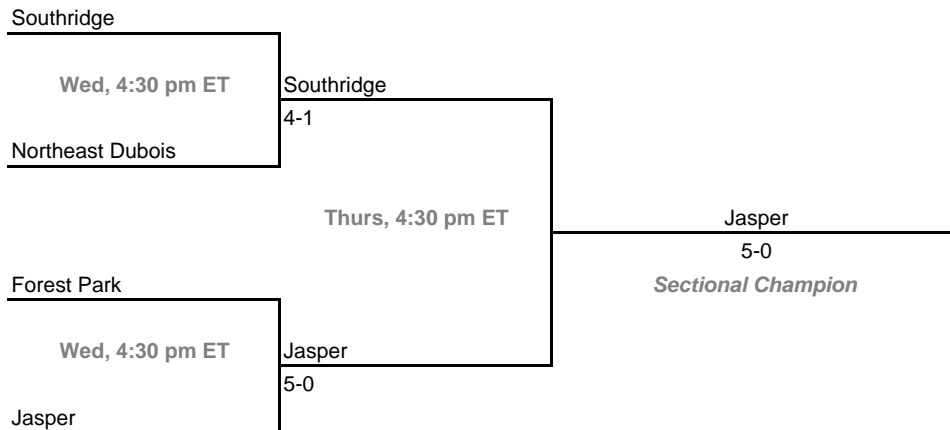 Southridge
Wed, 4:30 pm ET
Southridge
4-1
Northeast Dubois
Thurs, 4:30 pm ET
Jasper
5-0
Sectional Champion
Forest Park
Wed, 4:30 pm ET
Jasper
5-0
Jasper